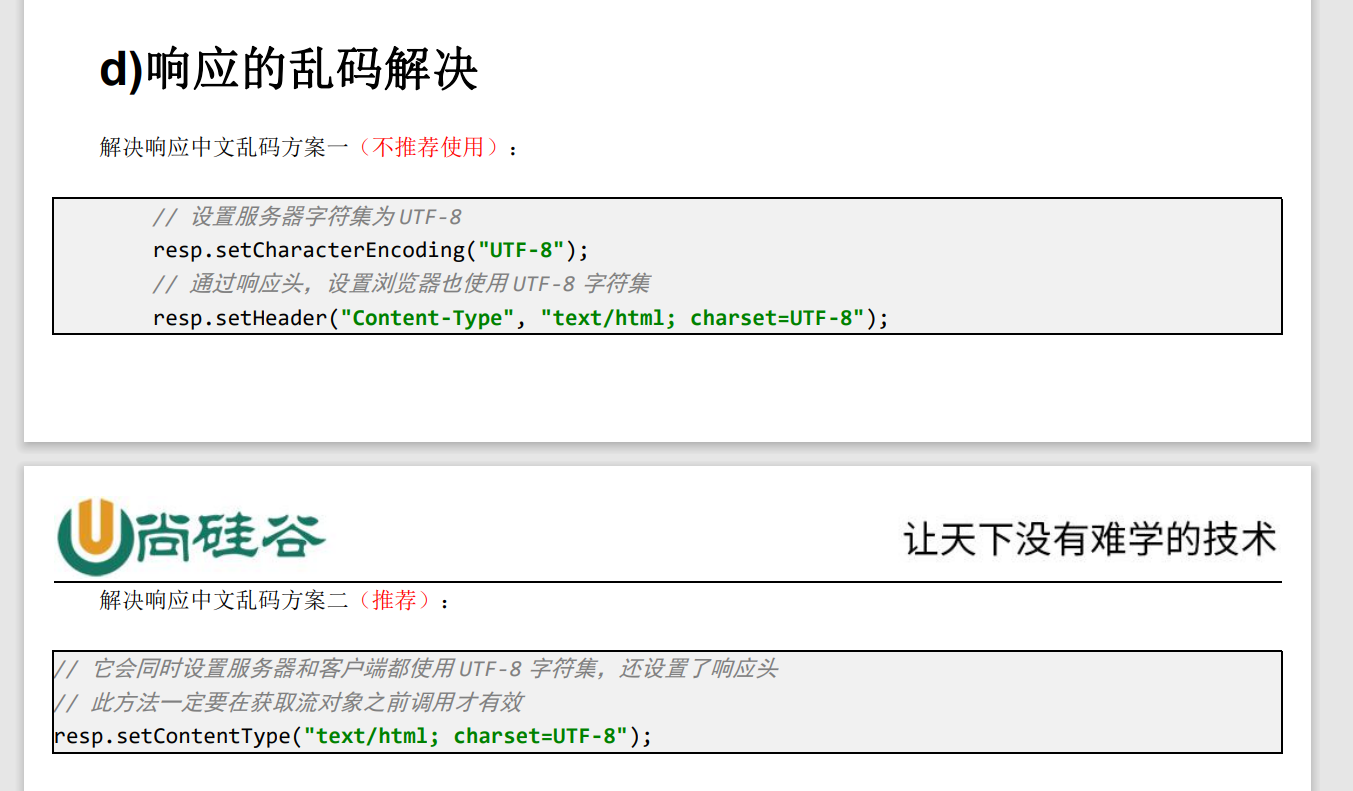 d)响应的乱码解决
解决响应中文乱码方案一（不推荐使用）：
// 设置服务器字符集为 UTF-8
resp.setCharacterEncoding("UTF-8");
// 通过响应头，设置浏览器也使用 UTF-8 字符集
resp.setHeader("Content-Type", "text/html; charset=UTF-8");
U尚硅谷
让天下没有难学的技术
解决响应中文乱码方案二（推荐）：
// 它会同时设置服务器和客户端都使用 UTF-8 字符集，还设置了响应头
// 此方法一定要在获取流对象之前调用才有效
resp.setContentType("text/html; charset=UTF-8");